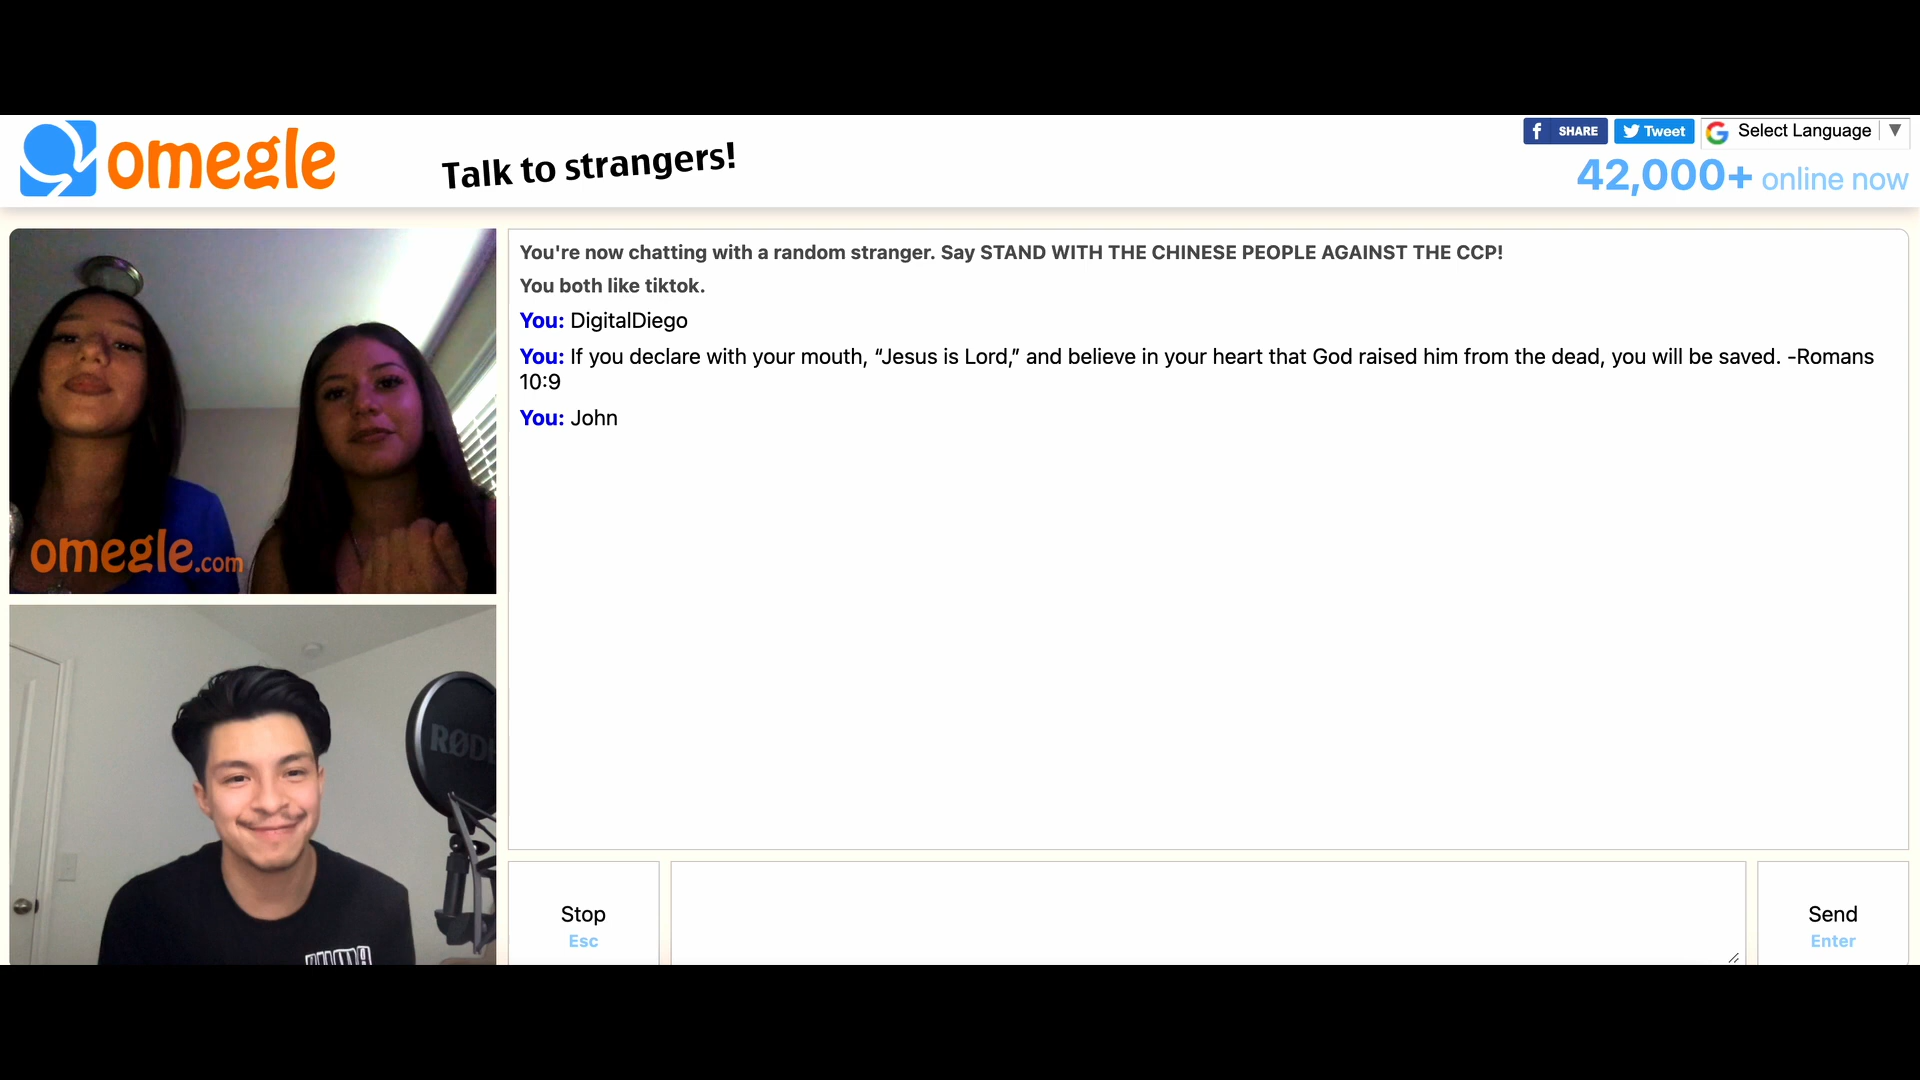 omegle
Talk to strangers!
f SHARE
Tweet
G Select Language ▼
42,000+ online now
You're now chatting with a random stranger. Say STAND WITH THE CHINESE PEOPLE AGAINST THE CCP!
You both like tiktok.
You: DigitalDiego
You: If you declare with your mouth, “Jesus is Lord,” and believe in your heart that God raised him from the dead, you will be saved. -Romans
10:9
You: John
omegle.com
RØDE
Stop
Esc
Send
Enter